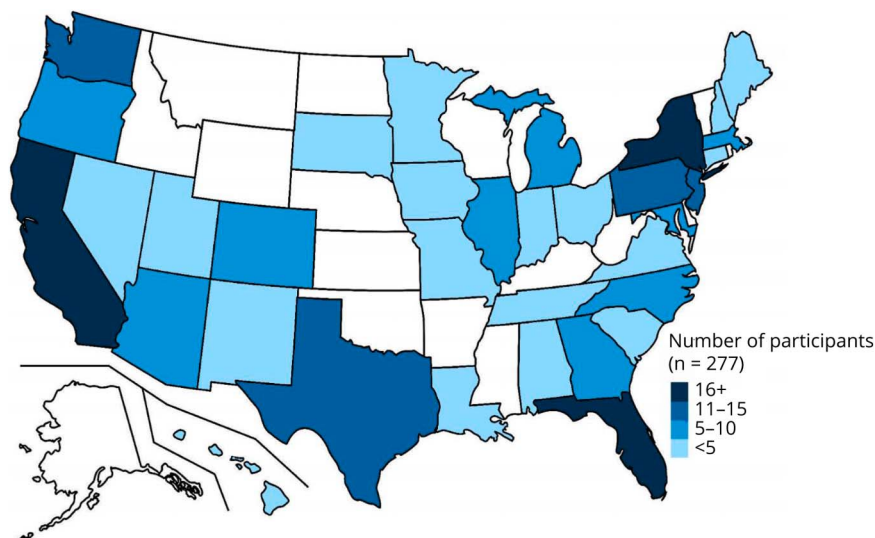 Number of participants
(n = 277)
16+
11–15
5–10
<5